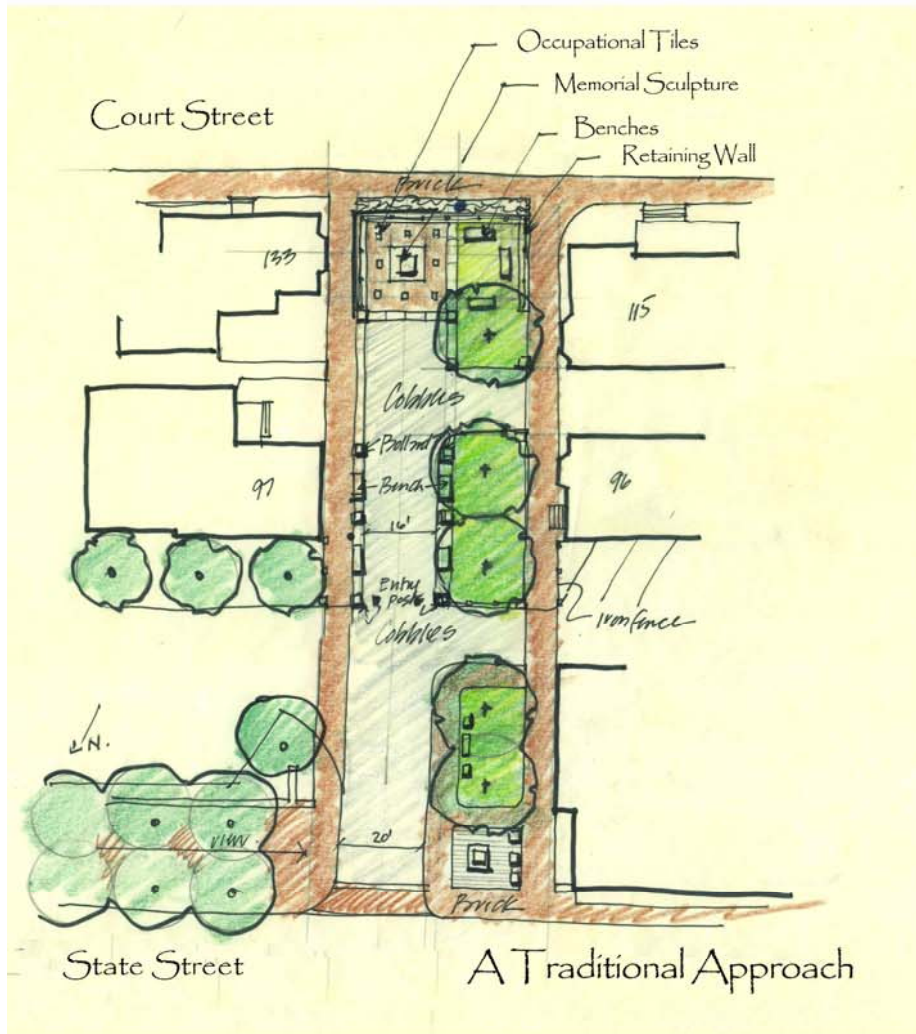 Occupational Tiles
Memorial Sculpture
Court Street
Benches
Retaining Wall
Brick
133
115
Cobbles
Bollard
97
Bench
96
16'
Entry
Posts
Iron fence
Cobbles
N.
view
20'
Brick
State Street
A Traditional Approach